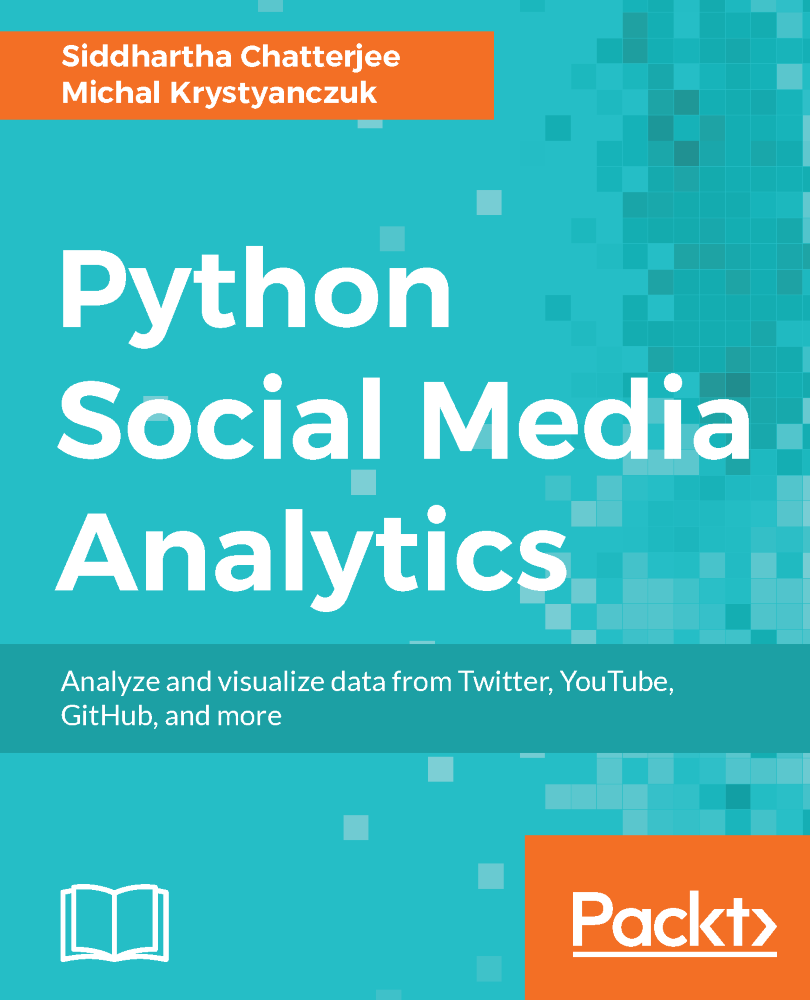 Siddhartha Chatterjee
Michal Krystyanczuk
Python
Social Media
Analytics
Analyze and visualize data from Twitter, YouTube,
GitHub, and more
Packt